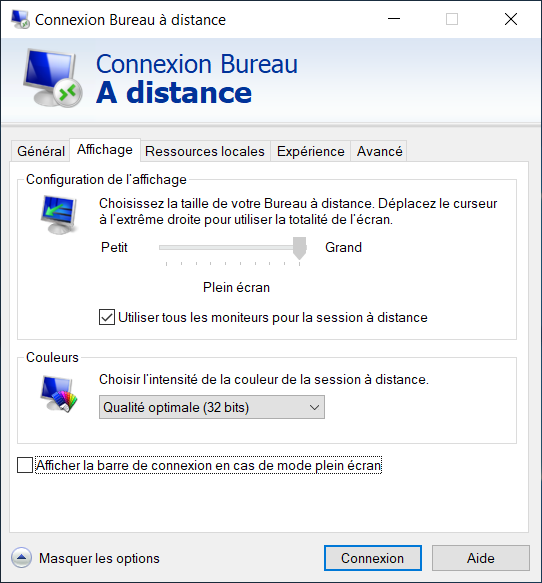 Connexion Bureau à distance
Connexion Bureau
A distance
Général Affichage Ressources locales Expérience Avancé
Configuration de l'affichage
Choisissez la taille de votre Bureau à distance. Déplacez le curseur
à l'extrême droite pour utiliser la totalité de l'écran.
Petit Grand
Plein écran
Utiliser tous les moniteurs pour la session à distance
Couleurs
Choisir l'intensité de la couleur de la session à distance.
Qualité optimale (32 bits)
Afficher la barre de connexion en cas de mode plein écran
Masquer les options Connexion Aide